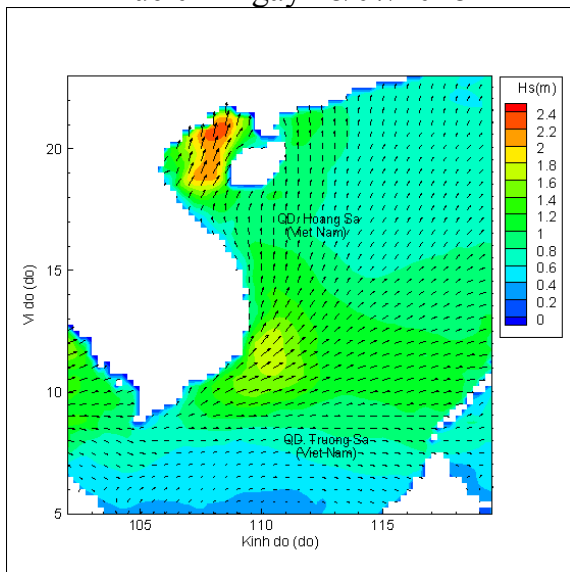 Hs(m)
2.4
2.2
2
1.8
1.6
1.4
1.2
1
0.8
0.6
0.4
0.2
0
20
15
10
5
Vi do (do)
QD. Hoang Sa
(Viet Nam)
QD. Truong Sa
(Viet Nam)
105
110
115
Kinh do (do)